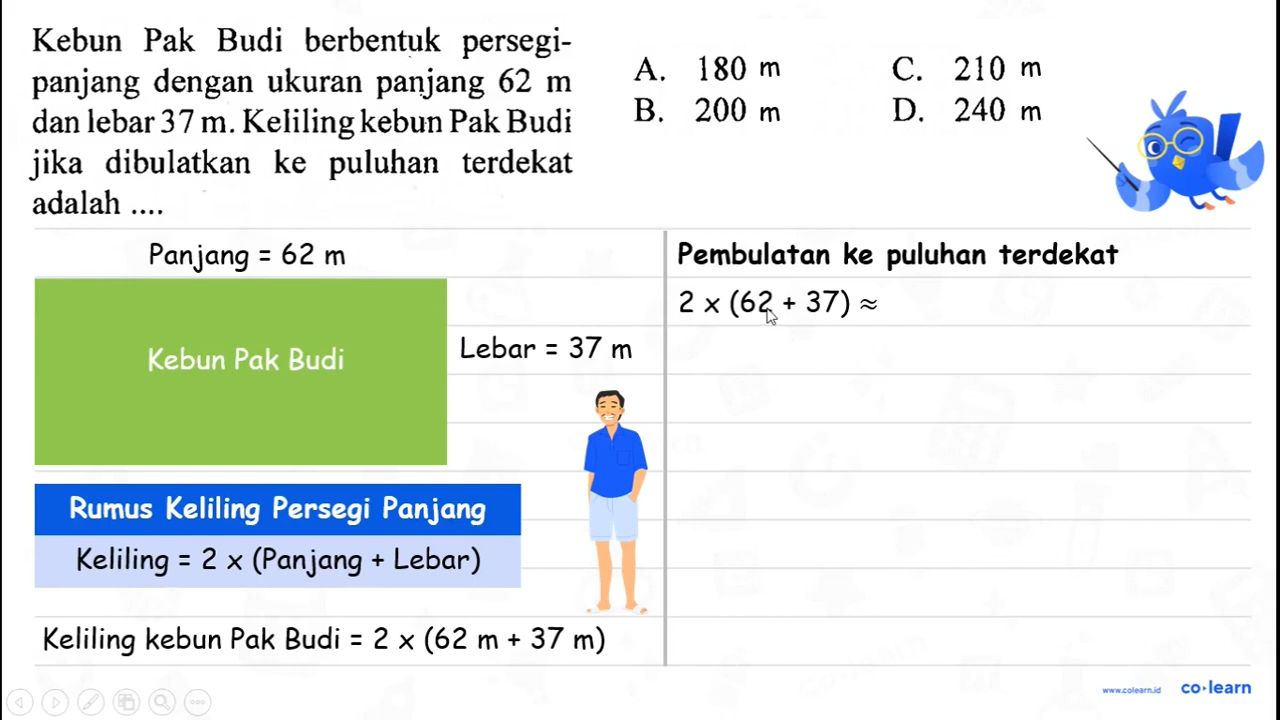 Kebun Pak Budi berbentuk persegi-
panjang dengan ukuran panjang 62 m
dan lebar 37 m. Keliling kebun Pak Budi
jika dibulatkan ke puluhan terdekat
adalah ....
A. 180 m
C. 210 m
B. 200 m
D. 240 m
Panjang = 62 m
Kebun Pak Budi
Lebar = 37 m
Rumus Keliling Persegi Panjang
Keliling = 2 x (Panjang + Lebar)
Keliling kebun Pak Budi = 2 x (62 m + 37 m)
Pembulatan ke puluhan terdekat
2 x (62 + 37) ≈
www.colearn.id
co·learn